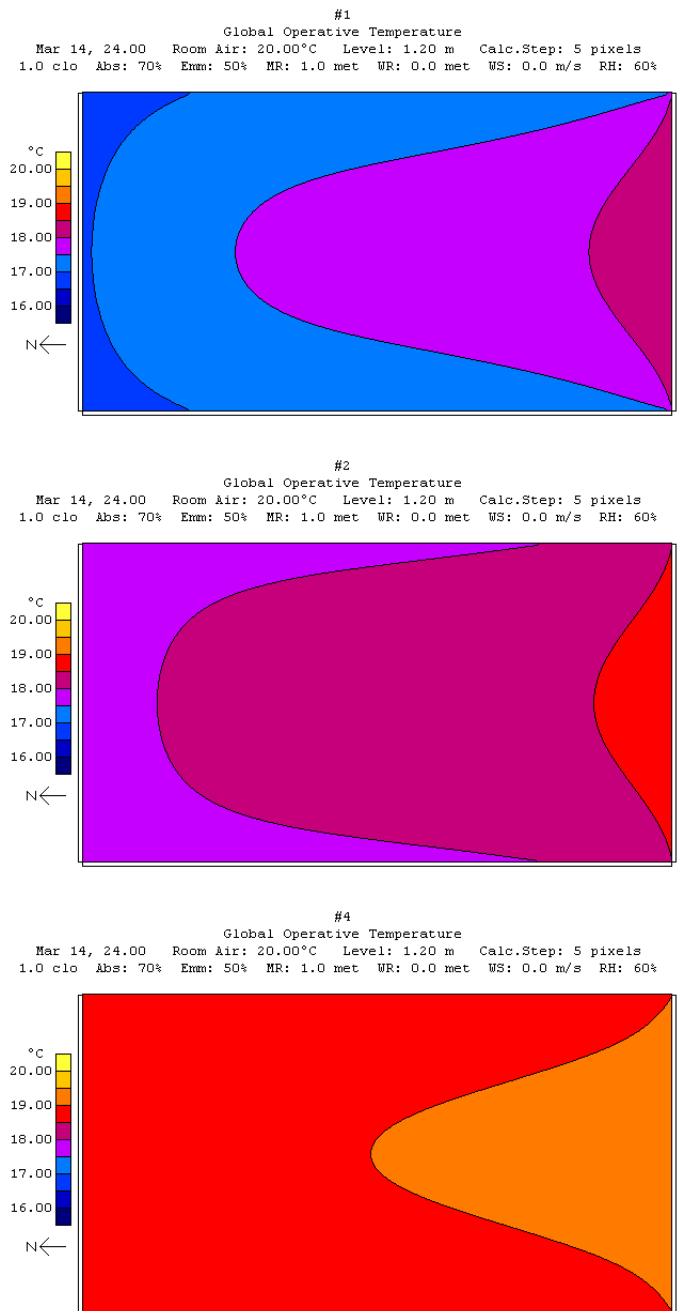 #1
Global Operative Temperature
Mar 14, 24.00 Room Air: 20.00°C Level: 1.20 m Calc.Step: 5 pixels
1.0 clo Abs: 70% Emm: 50% MR: 1.0 met WR: 0.0 met WS: 0.0 m/s RH: 60%
°C
20.00
19.00
18.00
17.00
16.00
N
#2
Global Operative Temperature
Mar 14, 24.00 Room Air: 20.00°C Level: 1.20 m Calc.Step: 5 pixels
1.0 clo Abs: 70% Emm: 50% MR: 1.0 met WR: 0.0 met WS: 0.0 m/s RH: 60%
°C
20.00
19.00
18.00
17.00
16.00
N
#4
Global Operative Temperature
Mar 14, 24.00 Room Air: 20.00°C Level: 1.20 m Calc.Step: 5 pixels
1.0 clo Abs: 70% Emm: 50% MR: 1.0 met WR: 0.0 met WS: 0.0 m/s RH: 60%
°C
20.00
19.00
18.00
17.00
16.00
N